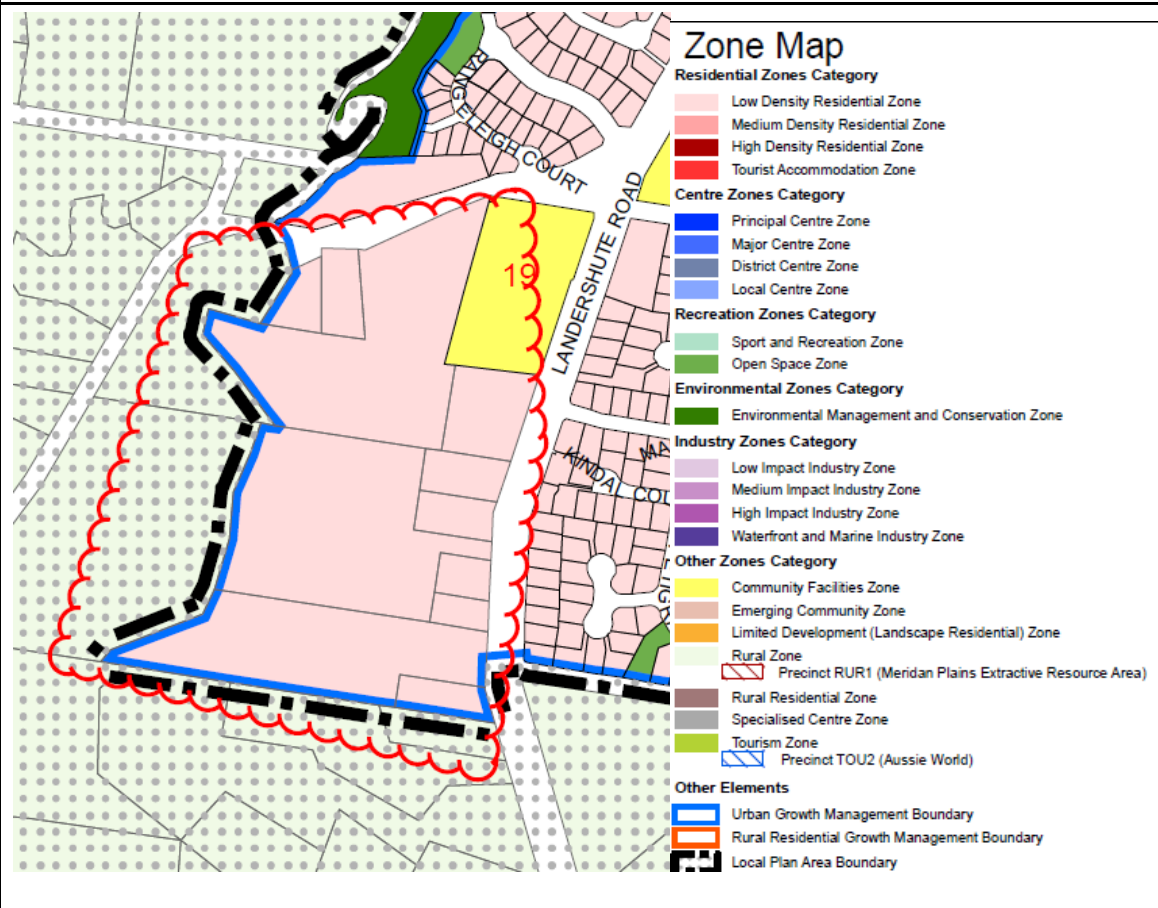 RANGELEIGH COURT
LANDERSHUTE ROAD
19
KINDAL COU
MA
Zone Map
Residential Zones Category
Low Density Residential Zone
Medium Density Residential Zone
High Density Residential Zone
Tourist Accommodation Zone
Centre Zones Category
Principal Centre Zone
Major Centre Zone
District Centre Zone
Local Centre Zone
Recreation Zones Category
Sport and Recreation Zone
Open Space Zone
Environmental Zones Category
Environmental Management and Conservation Zone
Industry Zones Category
Low Impact Industry Zone
Medium Impact Industry Zone
High Impact Industry Zone
Waterfront and Marine Industry Zone
Other Zones Category
Community Facilities Zone
Emerging Community Zone
Limited Development (Landscape Residential) Zone
Rural Zone
Precinct RUR1 (Meridan Plains Extractive Resource Area)
Rural Residential Zone
Specialised Centre Zone
Tourism Zone
Precinct TOU2 (Aussie World)
Other Elements
Urban Growth Management Boundary
Rural Residential Growth Management Boundary
Local Plan Area Boundary